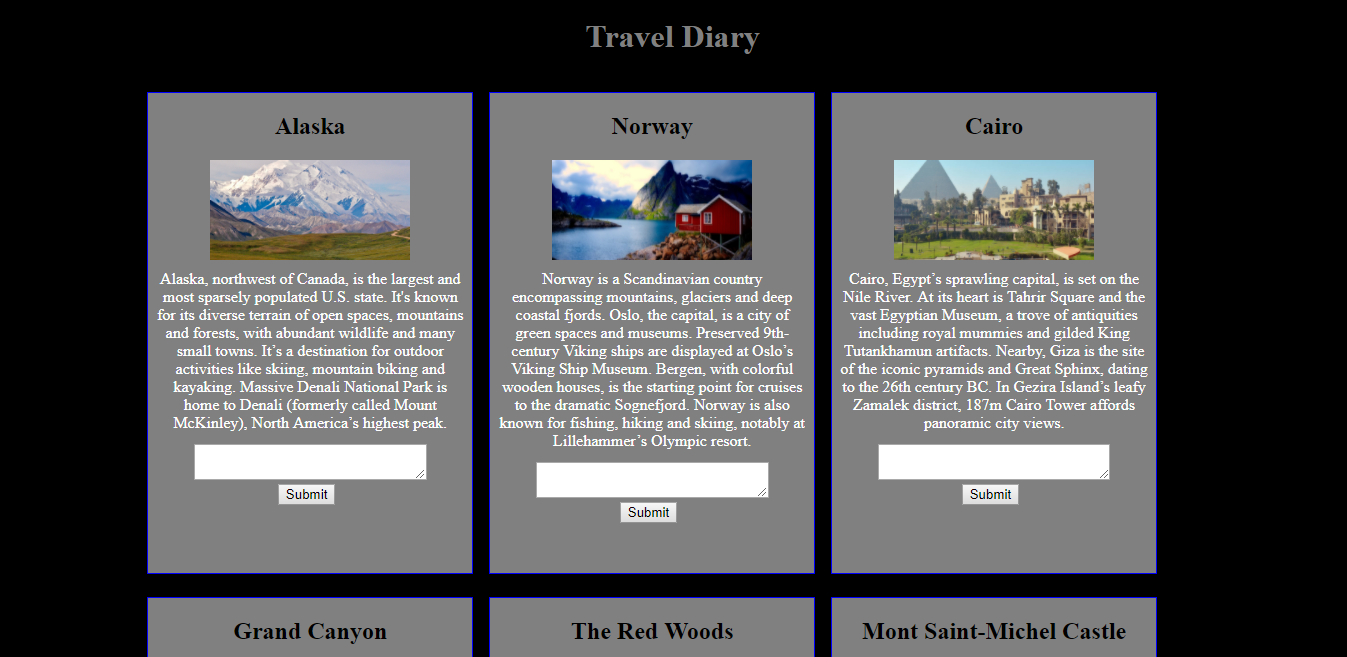 Travel Diary
Alaska
Alaska, northwest of Canada, is the largest and
most sparsely populated U.S. state. It's known
for its diverse terrain of open spaces, mountains
and forests, with abundant wildlife and many
small towns. It’s a destination for outdoor
activities like skiing, mountain biking and
kayaking. Massive Denali National Park is
home to Denali (formerly called Mount
McKinley), North America’s highest peak.
Submit
Norway
Norway is a Scandinavian country
encompassing mountains, glaciers and deep
coastal fjords. Oslo, the capital, is a city of
green spaces and museums. Preserved 9th-
century Viking ships are displayed at Oslo’s
Viking Ship Museum. Bergen, with colorful
wooden houses, is the starting point for cruises
to the dramatic Sognefjord. Norway is also
known for fishing, hiking and skiing, notably at
Lillehammer’s Olympic resort.
Submit
Cairo
Cairo, Egypt’s sprawling capital, is set on the
Nile River. At its heart is Tahrir Square and the
vast Egyptian Museum, a trove of antiquities
including royal mummies and gilded King
Tutankhamun artifacts. Nearby, Giza is the site
of the iconic pyramids and Great Sphinx, dating
to the 26th century BC. In Gezira Island’s leafy
Zamalek district, 187m Cairo Tower affords
panoramic city views.
Submit
Grand Canyon
The Red Woods
Mont Saint-Michel Castle